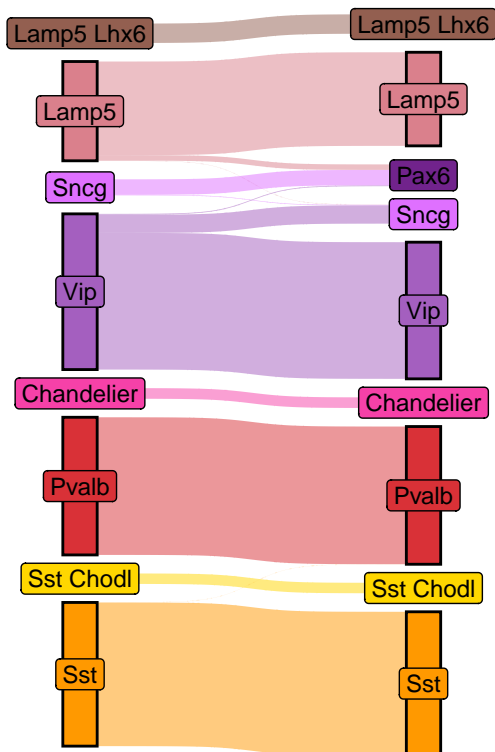 Lamp5 Lhx6
Lamp5 Lhx6
Lamp5
Lamp5
Sncg
Pax6
Sncg
Vip
Vip
Chandelier
Chandelier
Pvalb
Pvalb
Sst Chodl
Sst Chodl
Sst
Sst